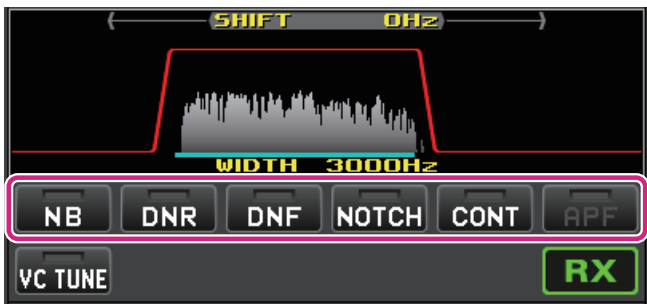 SHIFT 0Hz
WIDTH 3000Hz
NB DNR DNF NOTCH CONT APF
VC TUNE RX